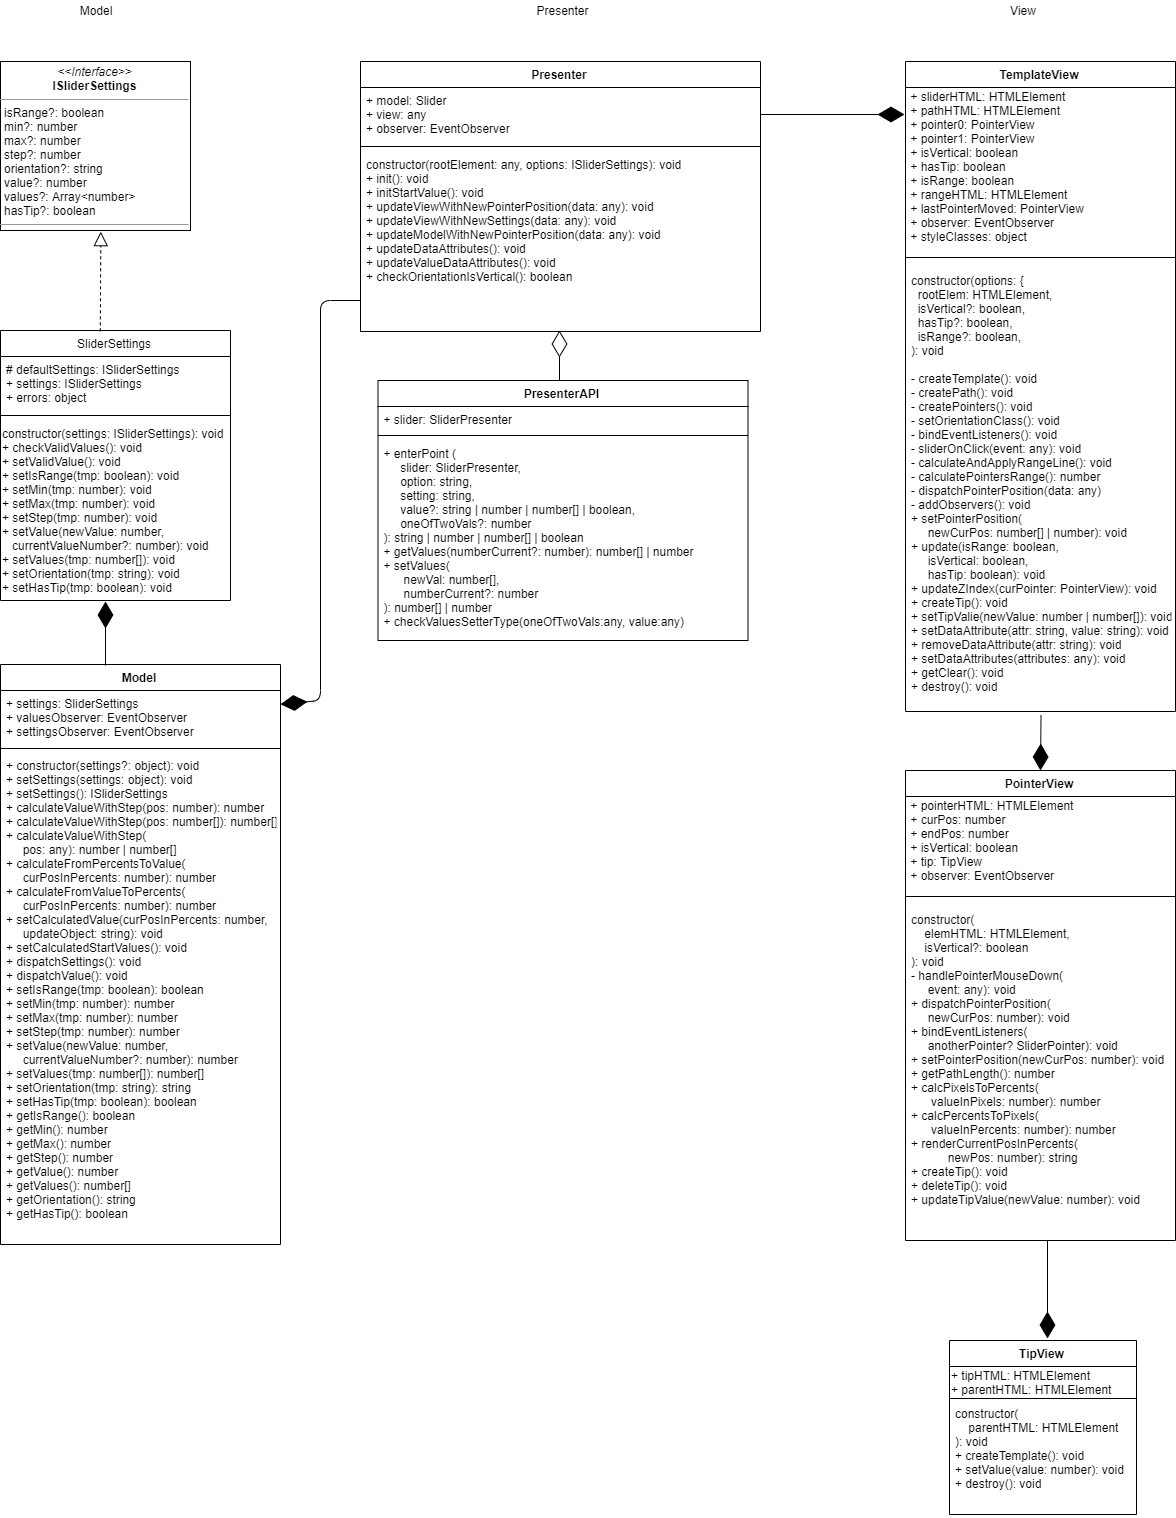 Model
Presenter
View
<<Interface>>
ISliderSettings
isRange?: boolean
min?: number
max?: number
step?: number
orientation?: string
value?: number
values?: Array<number>
hasTip?: boolean
SliderSettings
# defaultSettings: ISliderSettings
+ settings: ISliderSettings
+ errors: object
constructor(settings: ISliderSettings): void
+ checkValidValues(): void
+ setValidValue(): void
+ setIsRange(tmp: boolean): void
+ setMin(tmp: number): void
+ setMax(tmp: number): void
+ setStep(tmp: number): void
+ setValue(newValue: number,
currentValueNumber?: number): void
+ setValues(tmp: number[]): void
+ setOrientation(tmp: string): void
+ setHasTip(tmp: boolean): void
Model
+ settings: SliderSettings
+ valuesObserver: EventObserver
+ settingsObserver: EventObserver
+ constructor(settings?: object): void
+ setSettings(settings: object): void
+ setSettings(): ISliderSettings
+ calculateValueWithStep(pos: number): number
+ calculateValueWithStep(pos: number[]): number[]
+ calculateValueWithStep(
pos: any): number | number[]
+ calculateFromPercentsToValue(
curPosInPercents: number): number
+ calculateFromValueToPercents(
curPosInPercents: number): number
+ setCalculatedValue(curPosInPercents: number,
updateObject: string): void
+ setCalculatedStartValues(): void
+ dispatchSettings(): void
+ dispatchValue(): void
+ setIsRange(tmp: boolean): boolean
+ setMin(tmp: number): number
+ setMax(tmp: number): number
+ setStep(tmp: number): number
+ setValue(newValue: number,
currentValueNumber?: number): number
+ setValues(tmp: number[]): number[]
+ setOrientation(tmp: string): string
+ setHasTip(tmp: boolean): boolean
+ getIsRange(): boolean
+ getMin(): number
+ getMax(): number
+ getStep(): number
+ getValue(): number
+ getValues(): number[]
+ getOrientation(): string
+ getHasTip(): boolean
Presenter
+ model: Slider
+ view: any
+ observer: EventObserver
constructor(rootElement: any, options: ISliderSettings): void
+ init(): void
+ initStartValue(): void
+ updateViewWithNewPointerPosition(data: any): void
+ updateViewWithNewSettings(data: any): void
+ updateModelWithNewPointerPosition(data: any): void
+ updateDataAttributes(): void
+ updateValueDataAttributes(): void
+ checkOrientationIsVertical(): boolean
PresenterAPI
+ slider: SliderPresenter
+ enterPoint (
slider: SliderPresenter,
option: string,
setting: string,
value?: string | number | number[] | boolean,
oneOfTwoVals?: number
): string | number | number[] | boolean
+ getValues(numberCurrent?: number): number[] | number
+ setValues(
newVal: number[],
numberCurrent?: number
): number[] | number
+ checkValuesSetterType(oneOfTwoVals:any, value:any)
TemplateView
+ sliderHTML: HTMLElement
+ pathHTML: HTMLElement
+ pointer0: PointerView
+ pointer1: PointerView
+ isVertical: boolean
+ hasTip: boolean
+ isRange: boolean
+ rangeHTML: HTMLElement
+ lastPointerMoved: PointerView
+ observer: EventObserver
+ styleClasses: object
constructor(options: {
rootElem: HTMLElement,
isVertical?: boolean,
hasTip?: boolean,
isRange?: boolean,
): void
- createTemplate(): void
- createPath(): void
- createPointers(): void
- setOrientationClass(): void
- bindEventListeners(): void
- sliderOnClick(event: any): void
- calculateAndApplyRangeLine(): void
- calculatePointersRange(): number
- dispatchPointerPosition(data: any)
- addObservers(): void
+ setPointerPosition(
newCurPos: number[] | number): void
+ update(isRange: boolean,
isVertical: boolean,
hasTip: boolean): void
+ updateZIndex(curPointer: PointerView): void
+ createTip(): void
+ setTipValie(newValue: number | number[]): void
+ setDataAttribute(attr: string, value: string): void
+ removeDataAttribute(attr: string): void
+ setDataAttributes(attributes: any): void
+ getClear(): void
+ destroy(): void
PointerView
+ pointerHTML: HTMLElement
+ curPos: number
+ endPos: number
+ isVertical: boolean
+ tip: TipView
+ observer: EventObserver
constructor(
elemHTML: HTMLElement,
isVertical?: boolean
): void
- handlePointerMouseDown(
event: any): void
+ dispatchPointerPosition(
newCurPos: number): void
+ bindEventListeners(
anotherPointer? SliderPointer): void
+ setPointerPosition(newCurPos: number): void
+ getPathLength(): number
+ calcPixelsToPercents(
valueInPixels: number): number
+ calcPercentsToPixels(
valueInPercents: number): number
+ renderCurrentPosInPercents(
newPos: number): string
+ createTip(): void
+ deleteTip(): void
+ updateTipValue(newValue: number): void
TipView
+ tipHTML: HTMLElement
+ parentHTML: HTMLElement
constructor(
parentHTML: HTMLElement
): void
+ createTemplate(): void
+ setValue(value: number): void
+ destroy(): void